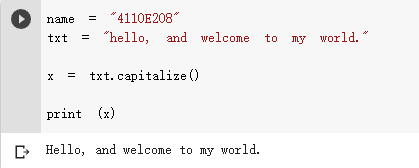 name = "4110E208"
txt = "hello, and welcome to my world."
x = txt.capitalize()
print (x)
Hello, and welcome to my world.